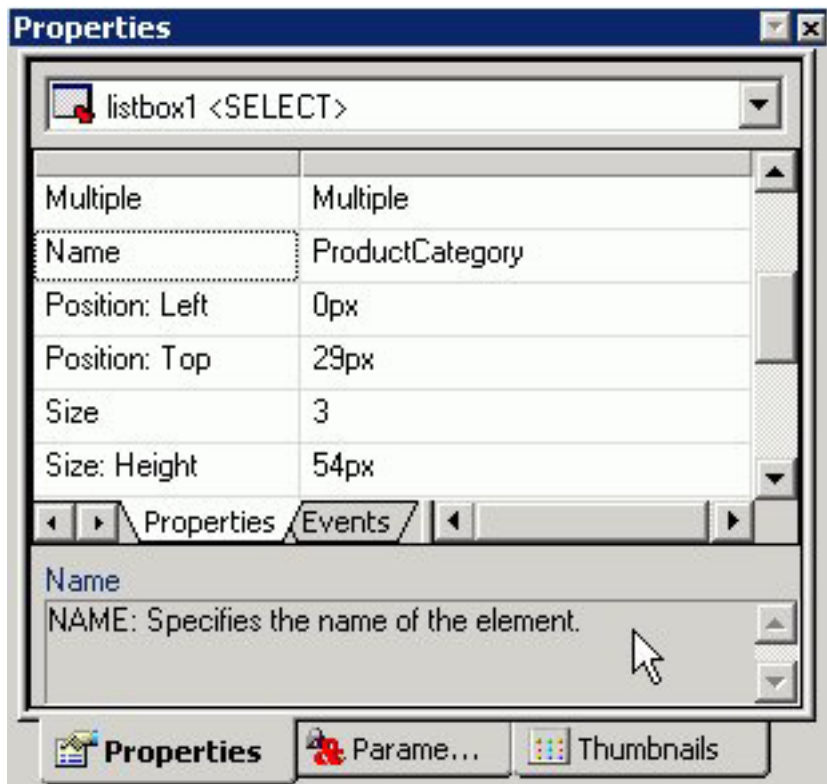 Properties
listbox1 <SELECT>
Multiple Multiple
Name ProductCategory
Position: Left 0px
Position: Top 29px
Size 3
Size: Height 54px
Properties Events
Name
NAME: Specifies the name of the element.
Properties Parame... Thumbnails